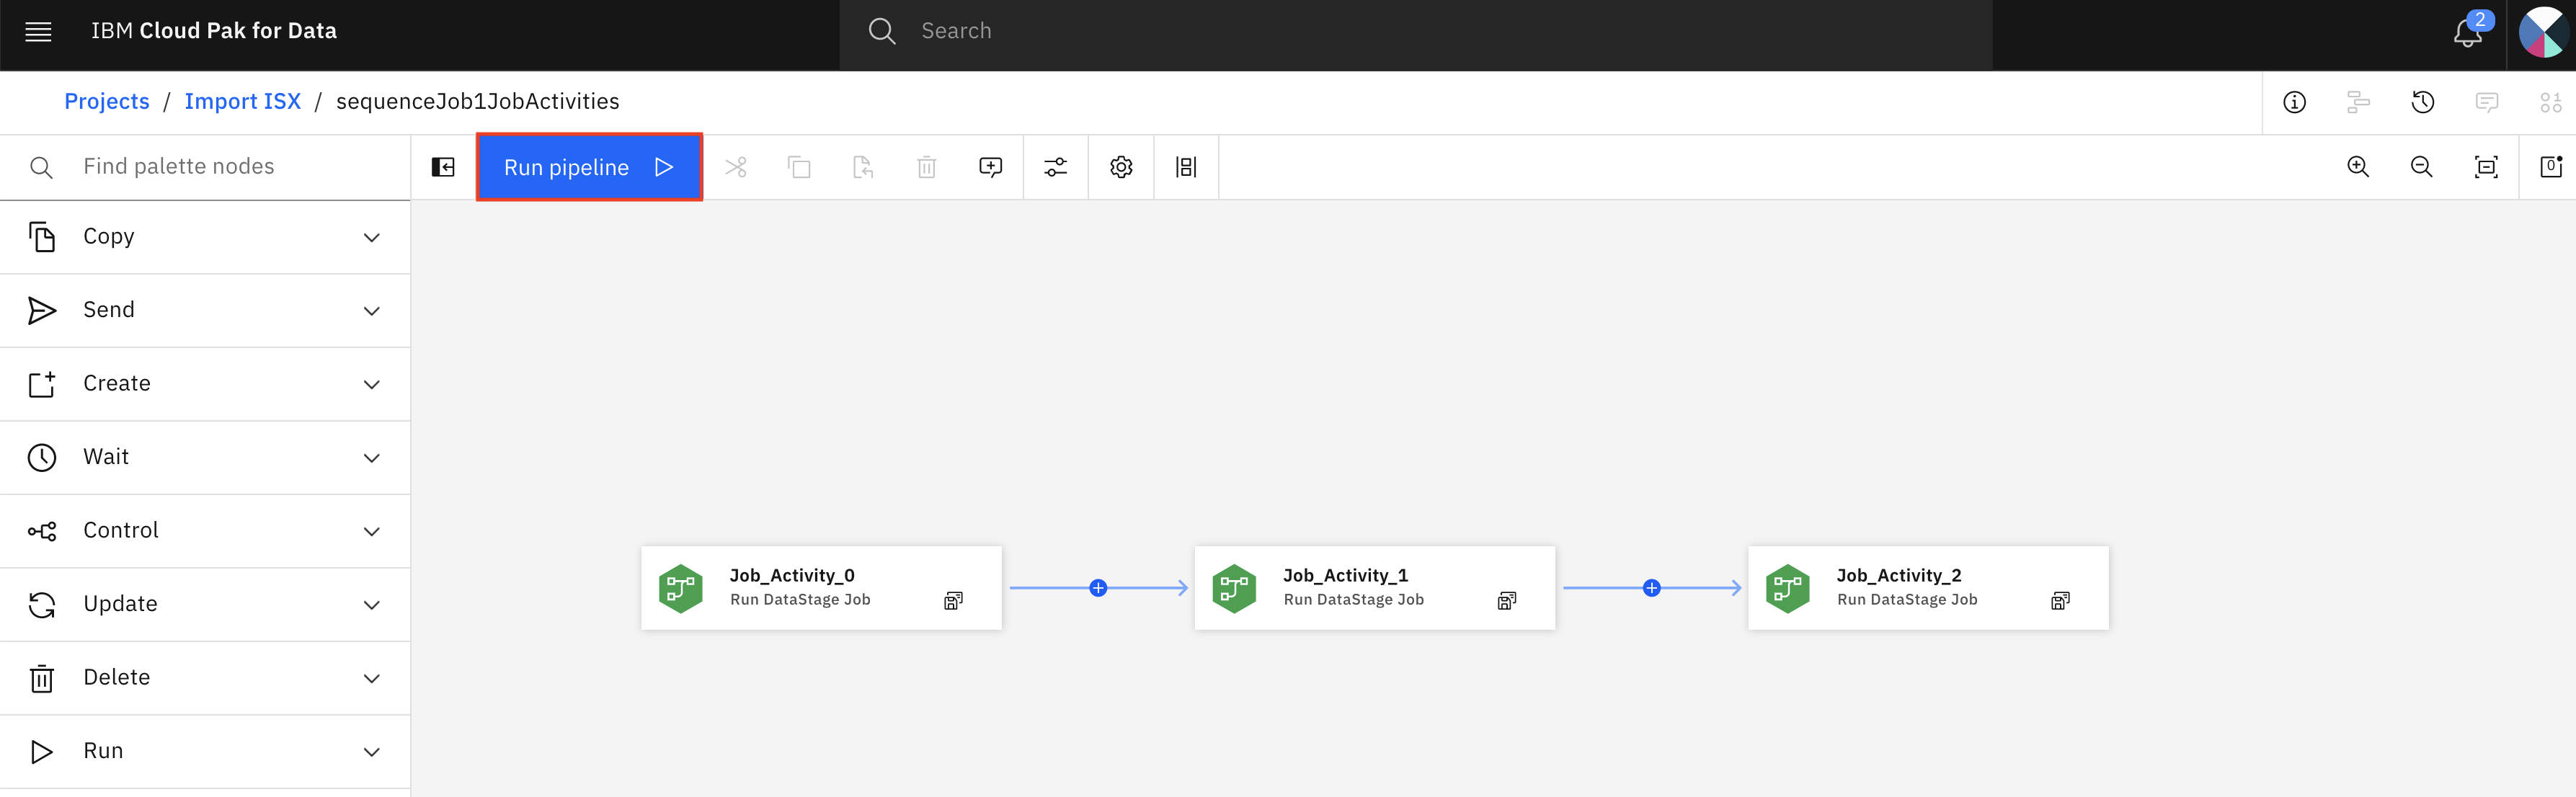 IBM Cloud Pak for Data
Search
2
Projects / Import ISX / sequenceJob1JobActivities
Find palette nodes
Run pipeline
0
Copy
Send
Create
Wait
Control
Update
Delete
Run
Job_Activity_0
Run DataStage Job
Job_Activity_1
Run DataStage Job
Job_Activity_2
Run DataStage Job